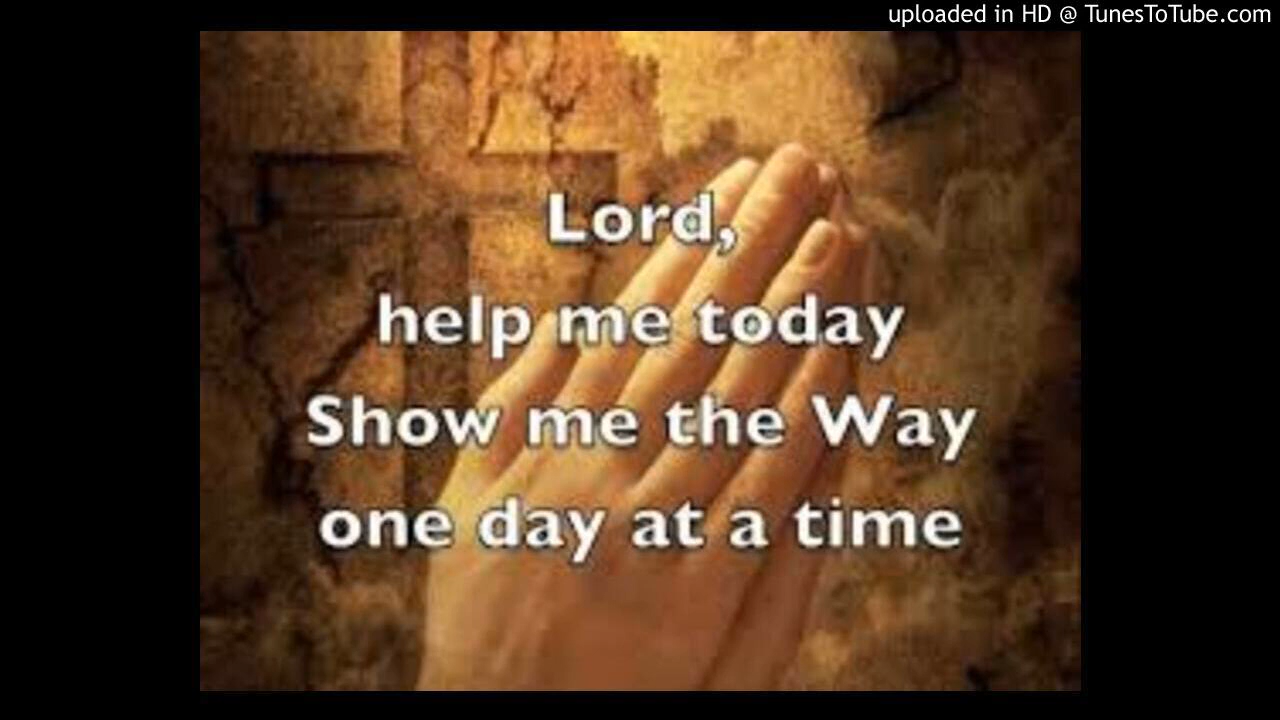 uploaded in HD @ TunesToTube.com
Lord,
help me today
Show me the Way
one day at a time